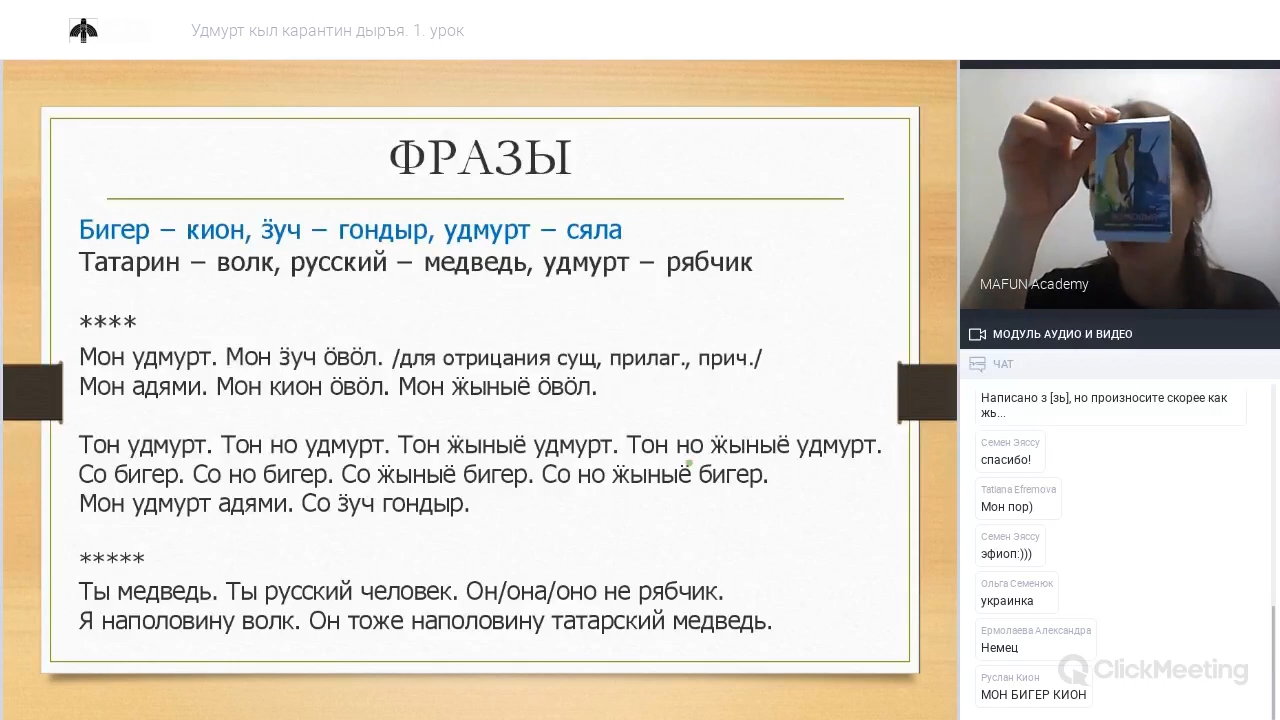 Удмурт кыл карантин дыръя. 1. урок
ФРАЗЫ
Бигер – кион, ӟуч – гондыр, удмурт – сяла
Татарин – волк, русский – медведь, удмурт – рябчик
****
Мон удмурт. Мон ӟуч ӧвӧл. /для отрицания сущ, прилаг., прич./
Мон адями. Мон кион ӧвӧл. Мон ӝыныё ӧвӧл.
Тон удмурт. Тон но удмурт. Тон ӝыныё удмурт. Тон но ӝыныё удмурт.
Со бигер. Со но бигер. Со ӝыныё бигер. Со но ӝыныё бигер.
Мон удмурт адями. Со ӟуч гондыр.
*****
Ты медведь. Ты русский человек. Он/она/оно не рябчик.
Я наполовину волк. Он тоже наполовину татарский медведь.
MAFUN Academy
МОДУЛЬ АУДИО И ВИДЕО
ЧАТ
Написано з [зь], но произносите скорее как
жь...
Семен Эяссу
спасибо!
Tatiana Efremova
Мон пор)
Семен Эяссу
эфиоп:)))
Ольга Семенюк
украинка
Ермолаева Александра
Немец
Руслан Кион
МОН БИГЕР КИОН
ClickMeeting